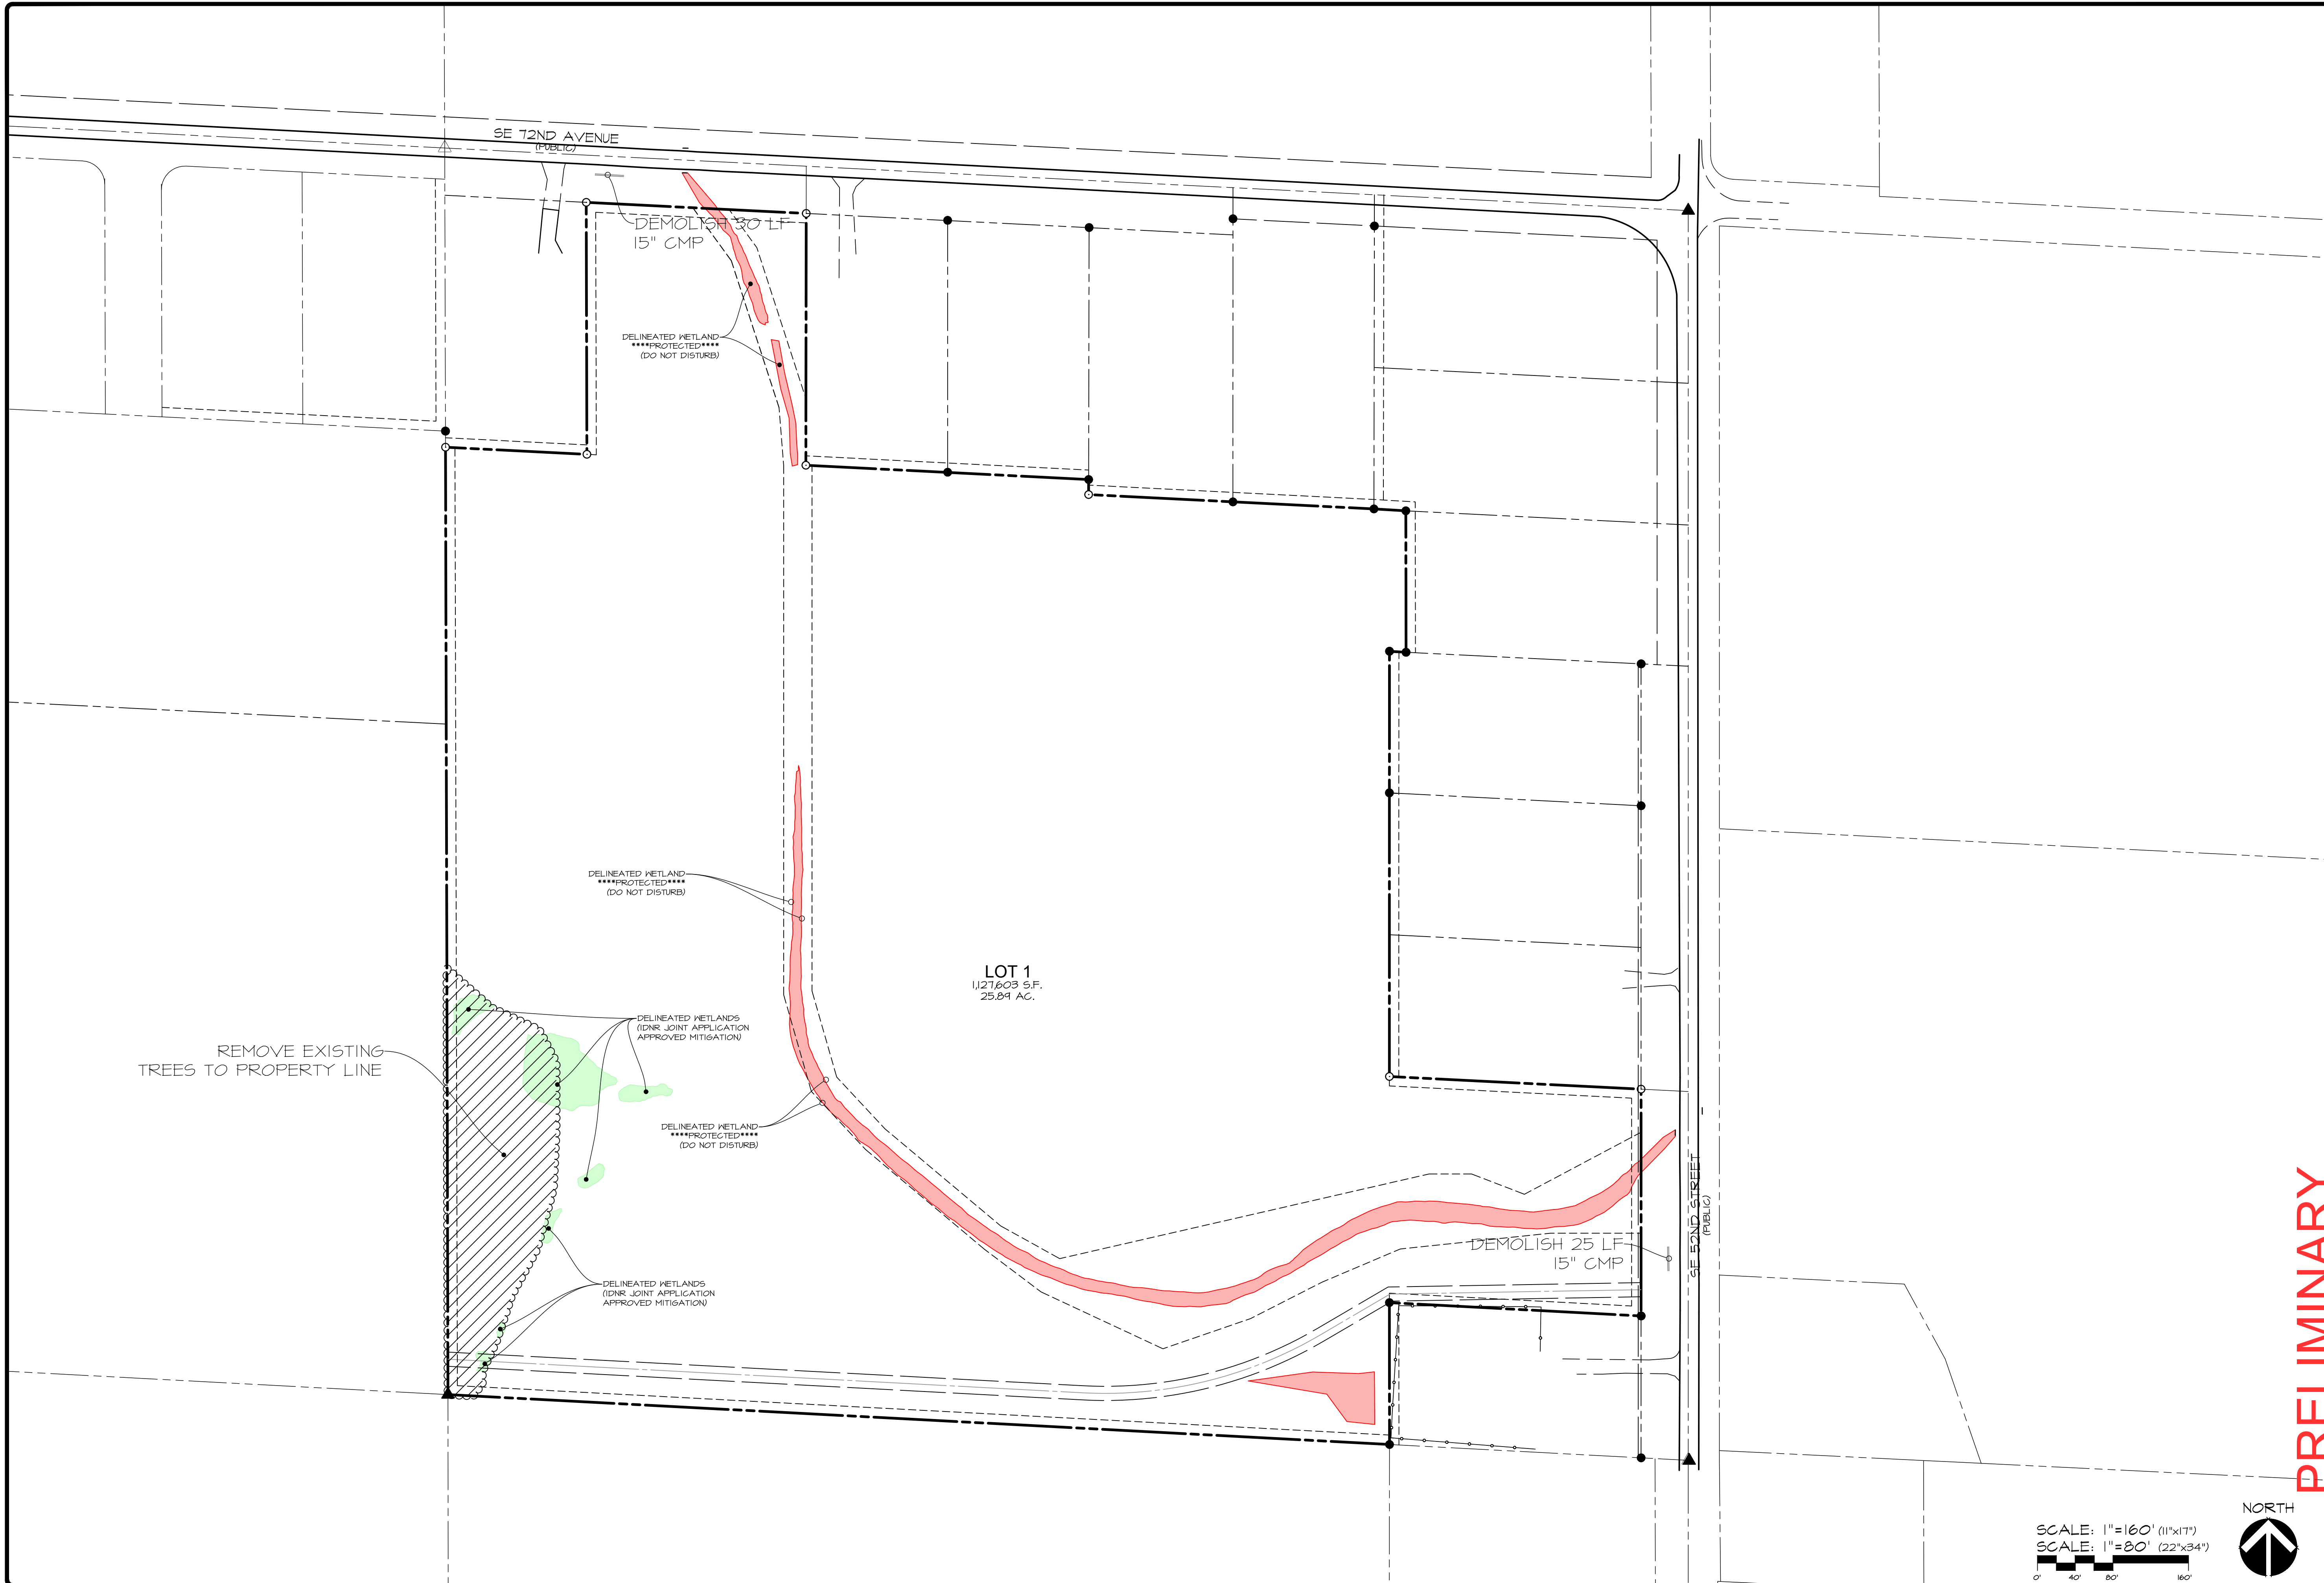 SE 72ND AVENUE
(PUBLIC)
DEMOLISH 30 LF
15" CMP
DELINEATED WETLAND
****PROTECTED****
(DO NOT DISTURB)
DELINEATED WETLAND
****PROTECTED****
(DO NOT DISTURB)
LOT 1
1,127,603 S.F.
25.89 AC.
DELINEATED WETLANDS
(IDNR JOINT APPLICATION
APPROVED MITIGATION)
REMOVE EXISTING
TREES TO PROPERTY LINE
DELINEATED WETLAND
****PROTECTED****
(DO NOT DISTURB)
SE 52ND STREET
(PUBLIC)
DEMOLISH 25 LF
15" CMP
DELINEATED WETLANDS
(IDNR JOINT APPLICATION
APPROVED MITIGATION)
PRELIMINARY
NORTH
SCALE: 1"=160' (11"x17")
SCALE: 1"=80' (22"x34")
0' 40' 80' 160'